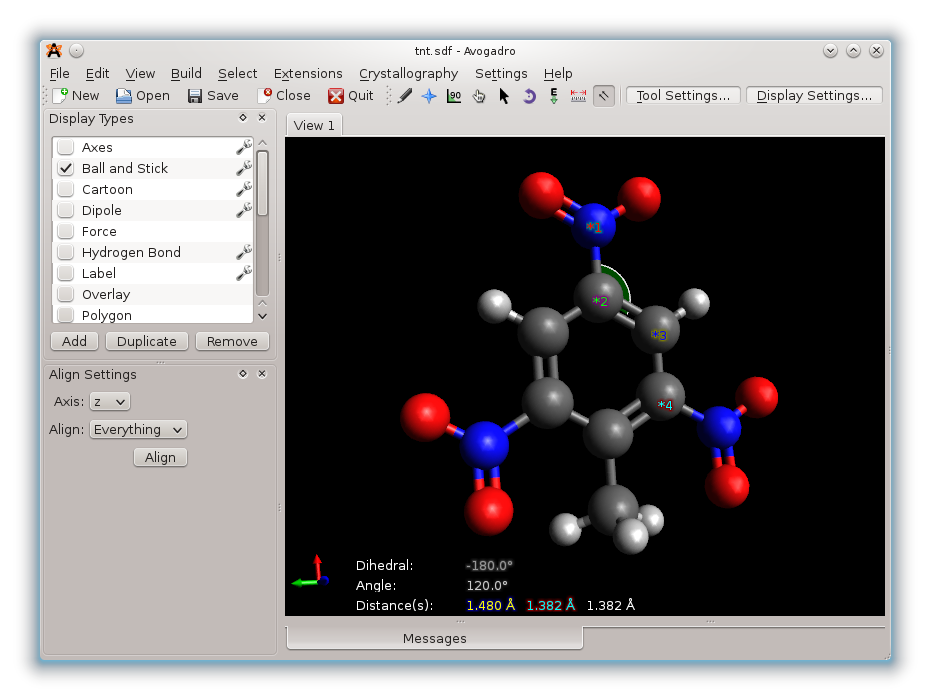 tnt.sdf - Avogadro
File Edit View Build Select Extensions Crystallography Settings Help
New Open Save Close Quit 90 E Tool Settings... Display Settings...
Display Types
View 1
Axes
Ball and Stick
Cartoon
Dipole
Force
Hydrogen Bond
Label
Overlay
Polygon
Add Duplicate Remove
Align Settings
Axis: z
Align: Everything
Align
*1
*2
*3
*4
Dihedral: -180.0°
Angle: 120.0°
Distance(s): 1.480 Å 1.382 Å 1.382 Å
Messages